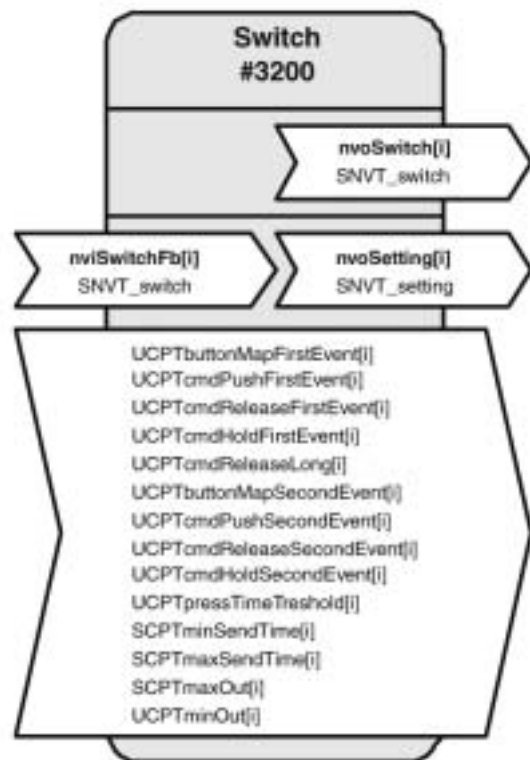 Switch
#3200
nvoSwitch[i]
SNVT_switch
nviSwitchFb[i]
SNVT_switch
nvoSetting[i]
SNVT_setting
UCPTbuttonMapFirstEvent[i]
UCPTcmdPushFirstEvent[i]
UCPTcmdReleaseFirstEvent[i]
UCPTcmdHoldFirstEvent[i]
UCPTcmdReleaseLong[i]
UCPTbuttonMapSecondEvent[i]
UCPTcmdPushSecondEvent[i]
UCPTcmdReleaseSecondEvent[i]
UCPTcmdHoldSecondEvent[i]
UCPTpressTimeTreshold[i]
SCPTminSendTime[i]
SCPTmaxSendTime[i]
SCPTmaxOut[i]
UCPTminOut[i]